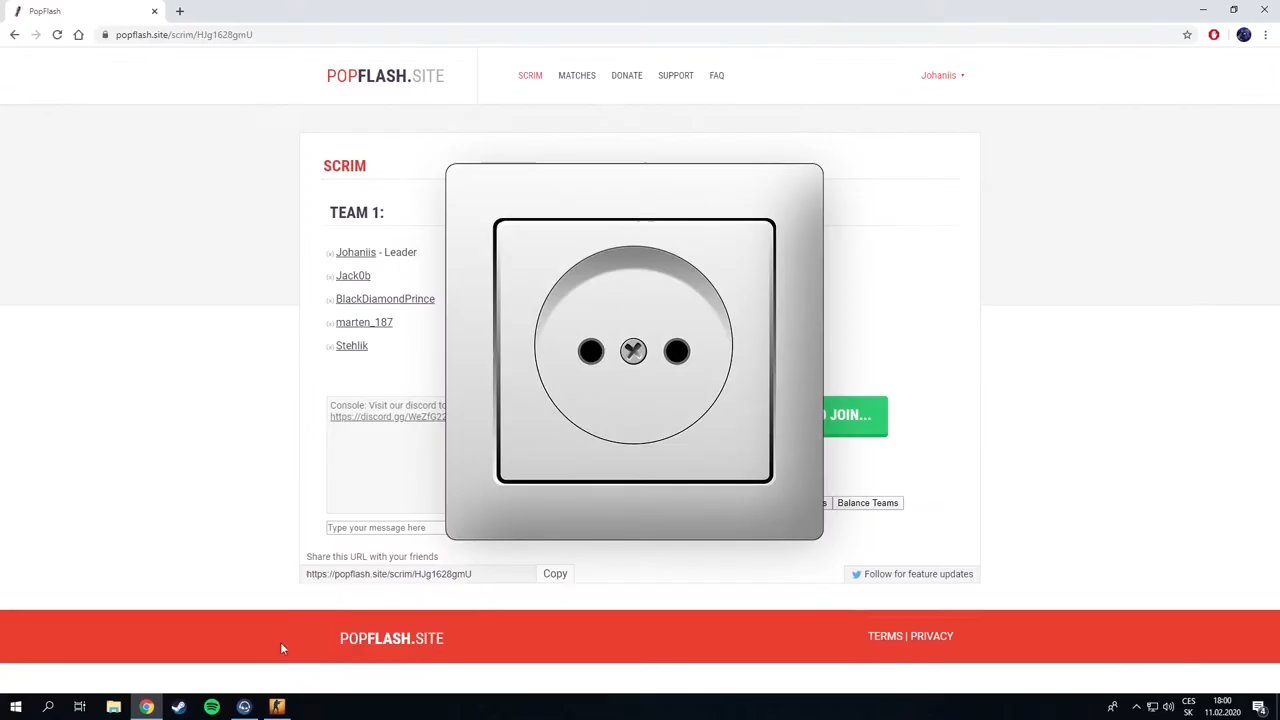 PopFlash
popflash.site/scrim/HJg1628gmU
POPFLASH.SITE
SCRIM
MATCHES
DONATE
SUPPORT
FAQ
Johaniis
SCRIM
TEAM 1:
(x) Johaniis - Leader
(x) Jack0b
(x) BlackDiamondPrince
(x) marten_187
(x) Stehlik
Console: Visit our discord to
https://discord.gg/WeZfG22
JOIN...
s
Balance Teams
Type your message here
Share this URL with your friends
https://popflash.site/scrim/HJg1628gmU
Copy
Follow for feature updates
POPFLASH.SITE
TERMS | PRIVACY
CES
SK
18:00
11.02.2020
4